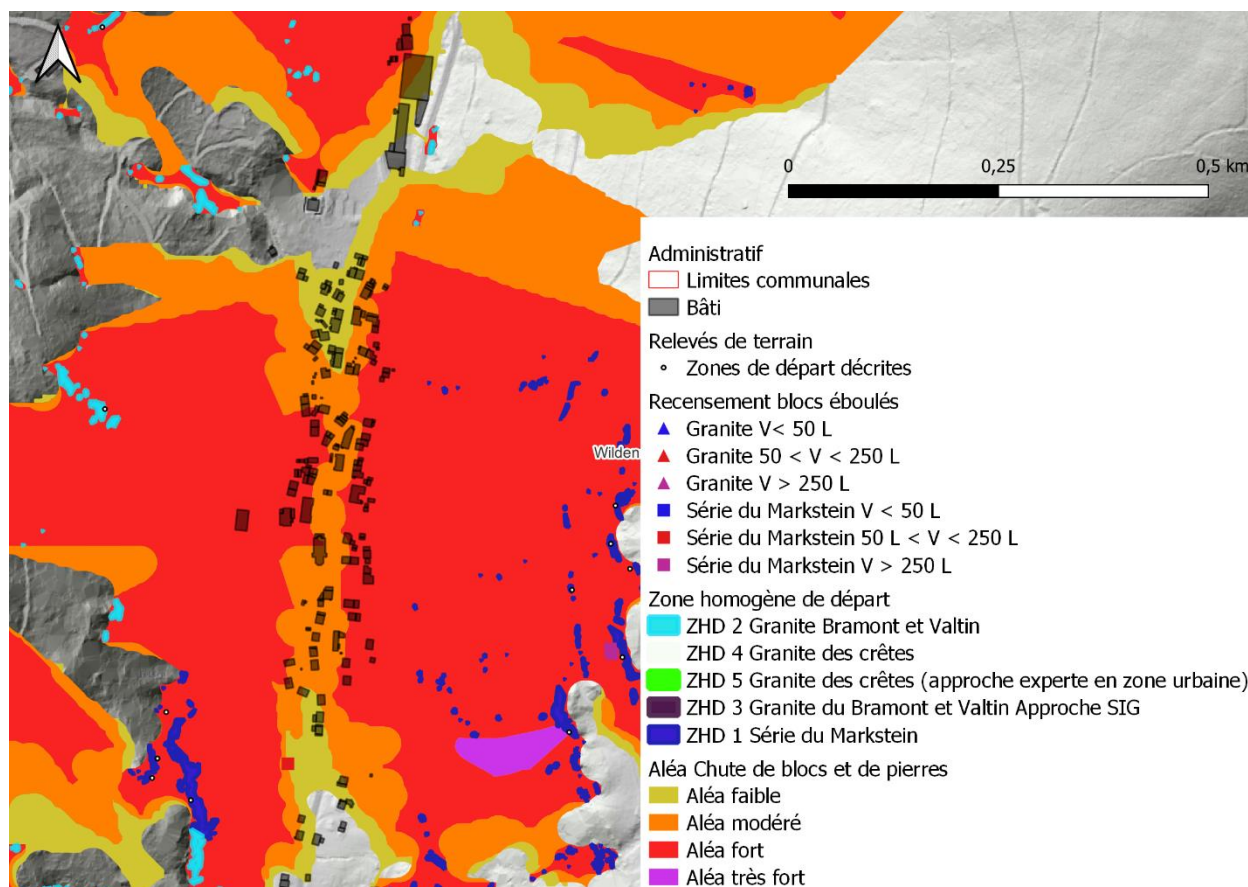 0
0,25
0,5 km
Administratif
Limites communales
Bâti
Relevés de terrain
Zones de départ décrites
Recensement blocs éboulés
Granite V< 50 L
Granite 50 < V < 250 L
Granite V > 250 L
Série du Markstein V < 50 L
Série du Markstein 50 L < V < 250 L
Série du Markstein V > 250 L
Zone homogène de départ
ZHD 2 Granite Bramont et Valtin
ZHD 4 Granite des crêtes
ZHD 5 Granite des crêtes (approche experte en zone urbaine)
ZHD 3 Granite du Bramont et Valtin Approche SIG
ZHD 1 Série du Markstein
Aléa Chute de blocs et de pierres
Aléa faible
Aléa modéré
Aléa fort
Aléa très fort
Wilden